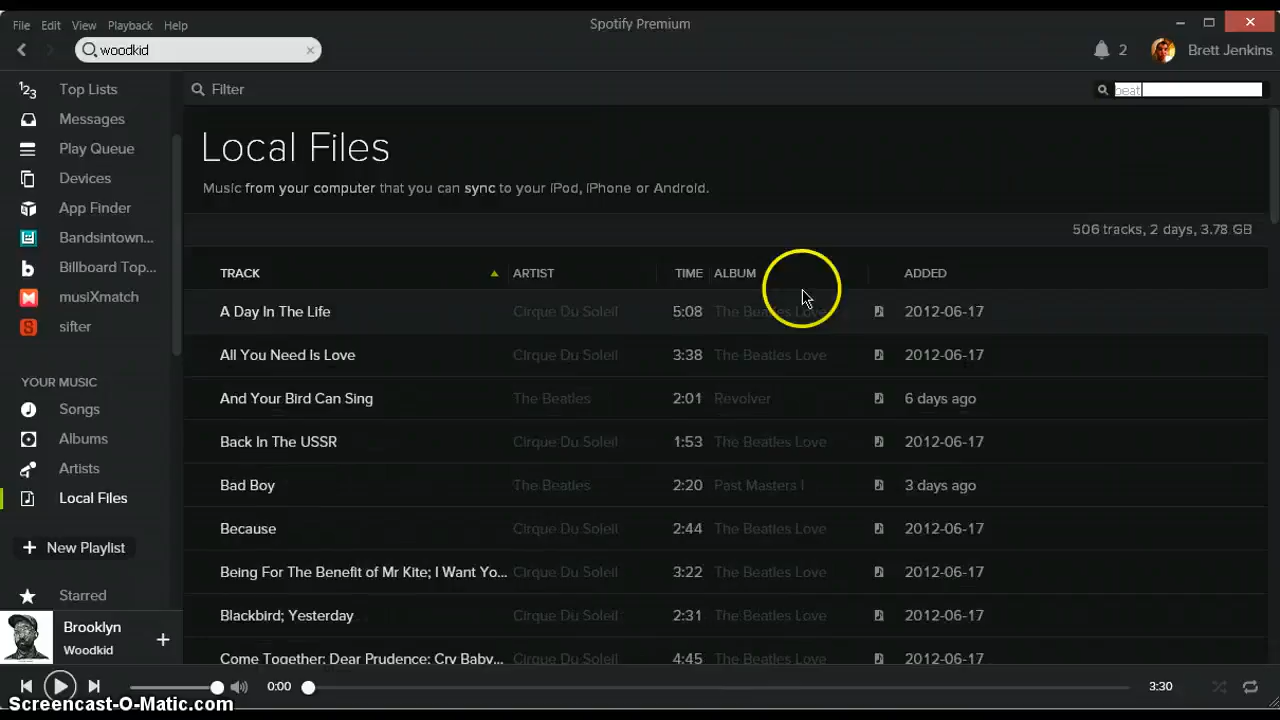 File Edit View Playback Help
Spotify Premium
woodkid
2 Brett Jenkins
Top Lists
Messages
Play Queue
Devices
App Finder
Bandsintown...
Billboard Top...
musiXmatch
sifter
YOUR MUSIC
Songs
Albums
Artists
Local Files
New Playlist
Starred
Brooklyn
Woodkid
Filter
beat
Local Files
Music from your computer that you can sync to your iPod, iPhone or Android.
506 tracks, 2 days, 3.78 GB
TRACK ARTIST TIME ALBUM ADDED
A Day In The Life Cirque Du Soleil 5:08 The Beatles Love 2012-06-17
All You Need Is Love Cirque Du Soleil 3:38 The Beatles Love 2012-06-17
And Your Bird Can Sing The Beatles 2:01 Revolver 6 days ago
Back In The USSR Cirque Du Soleil 1:53 The Beatles Love 2012-06-17
Bad Boy The Beatles 2:20 Past Masters I 3 days ago
Because Cirque Du Soleil 2:44 The Beatles Love 2012-06-17
Being For The Benefit of Mr Kite; I Want Yo... Cirque Du Soleil 3:22 The Beatles Love 2012-06-17
Blackbird; Yesterday Cirque Du Soleil 2:31 The Beatles Love 2012-06-17
Come Together; Dear Prudence; Cry Baby... Cirque Du Soleil 4:45 The Beatles Love 2012-06-17
0:00 3:30
Screencast-O-Matic.com